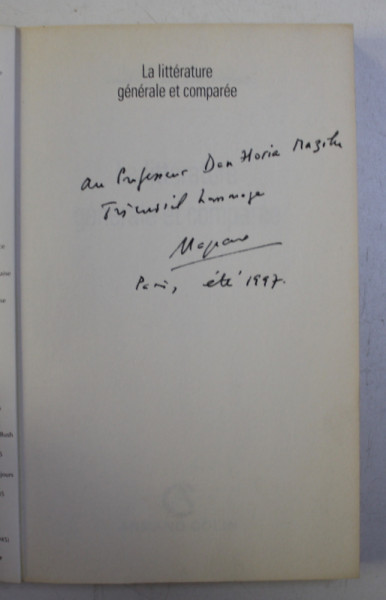 La littérature
générale et comparée
Au Professeur Dan Horia Mazilu
Très cordial hommage
Paris, été 1997.